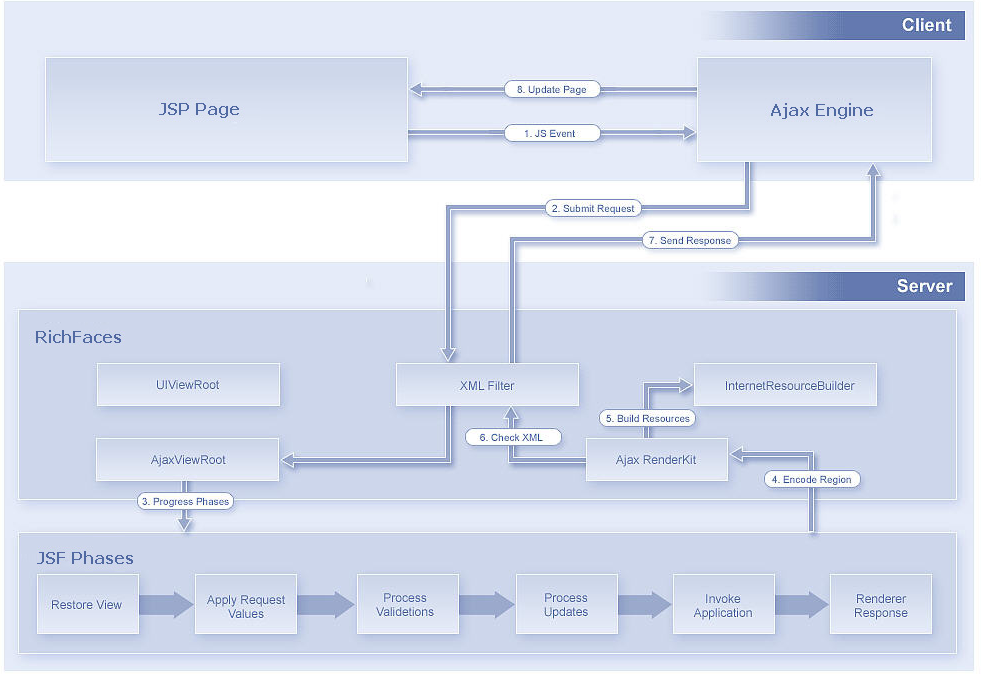 Client
JSP Page
8. Update Page
1. JS Event
Ajax Engine
2. Submit Request
7. Send Response
Server
RichFaces
UIViewRoot
XML Filter
InternetResourceBuilder
5. Build Resources
6. Check XML
AjaxViewRoot
Ajax RenderKit
4. Encode Region
3. Progress Phases
JSF Phases
Restore View
Apply Request
Values
Process
Validetions
Process
Updates
Invoke
Application
Renderer
Response